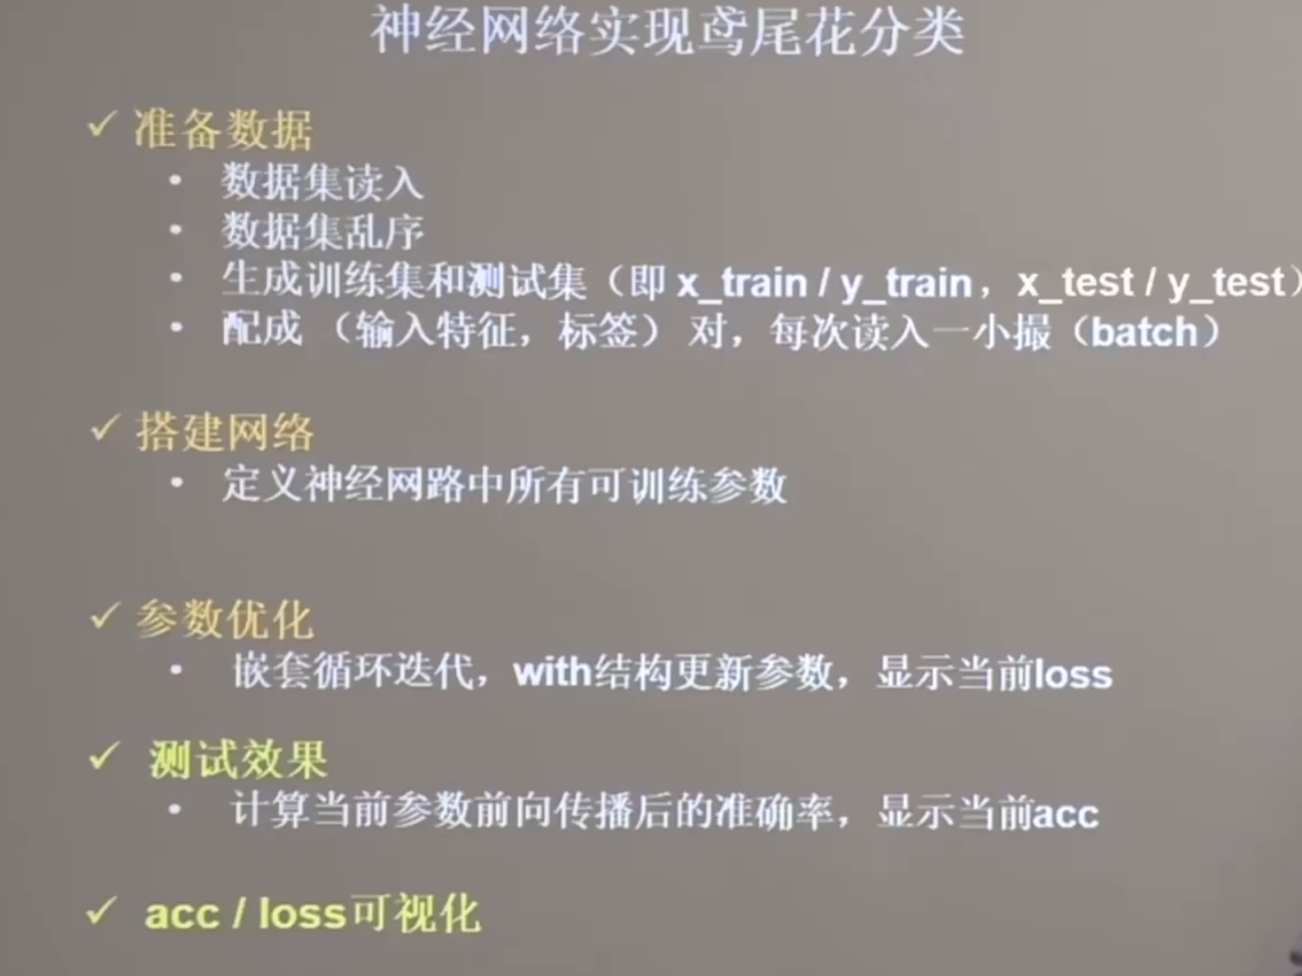 神经网络实现鸢尾花分类
✓ 准备数据
• 数据集读入
• 数据集乱序
• 生成训练集和测试集（即 x_train / y_train，x_test / y_test）
• 配成 （输入特征，标签） 对，每次读入一小撮（batch）
✓ 搭建网络
• 定义神经网路中所有可训练参数
✓ 参数优化
• 嵌套循环迭代，with结构更新参数，显示当前loss
✓ 测试效果
• 计算当前参数前向传播后的准确率，显示当前acc
✓ acc / loss可视化